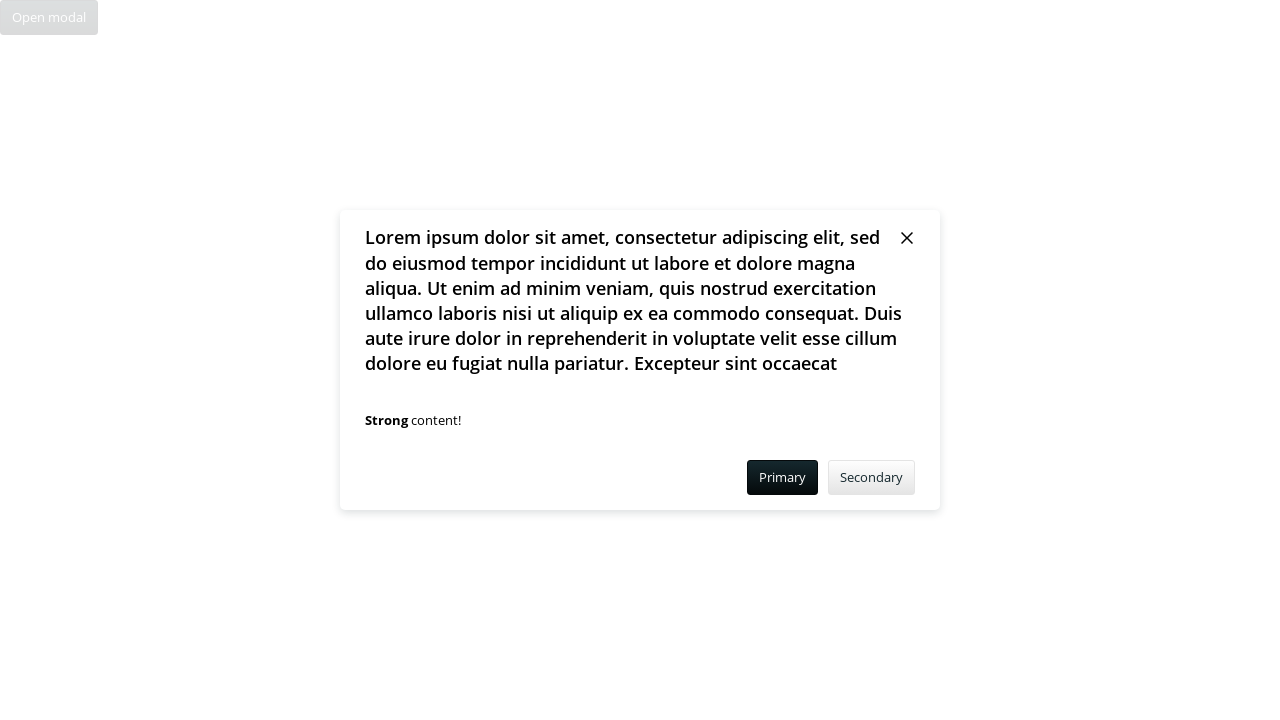 Open modal
Lorem ipsum dolor sit amet, consectetur adipiscing elit, sed
do eiusmod tempor incididunt ut labore et dolore magna
aliqua. Ut enim ad minim veniam, quis nostrud exercitation
ullamco laboris nisi ut aliquip ex ea commodo consequat. Duis
aute irure dolor in reprehenderit in voluptate velit esse cillum
dolore eu fugiat nulla pariatur. Excepteur sint occaecat
Strong content!
Primary Secondary